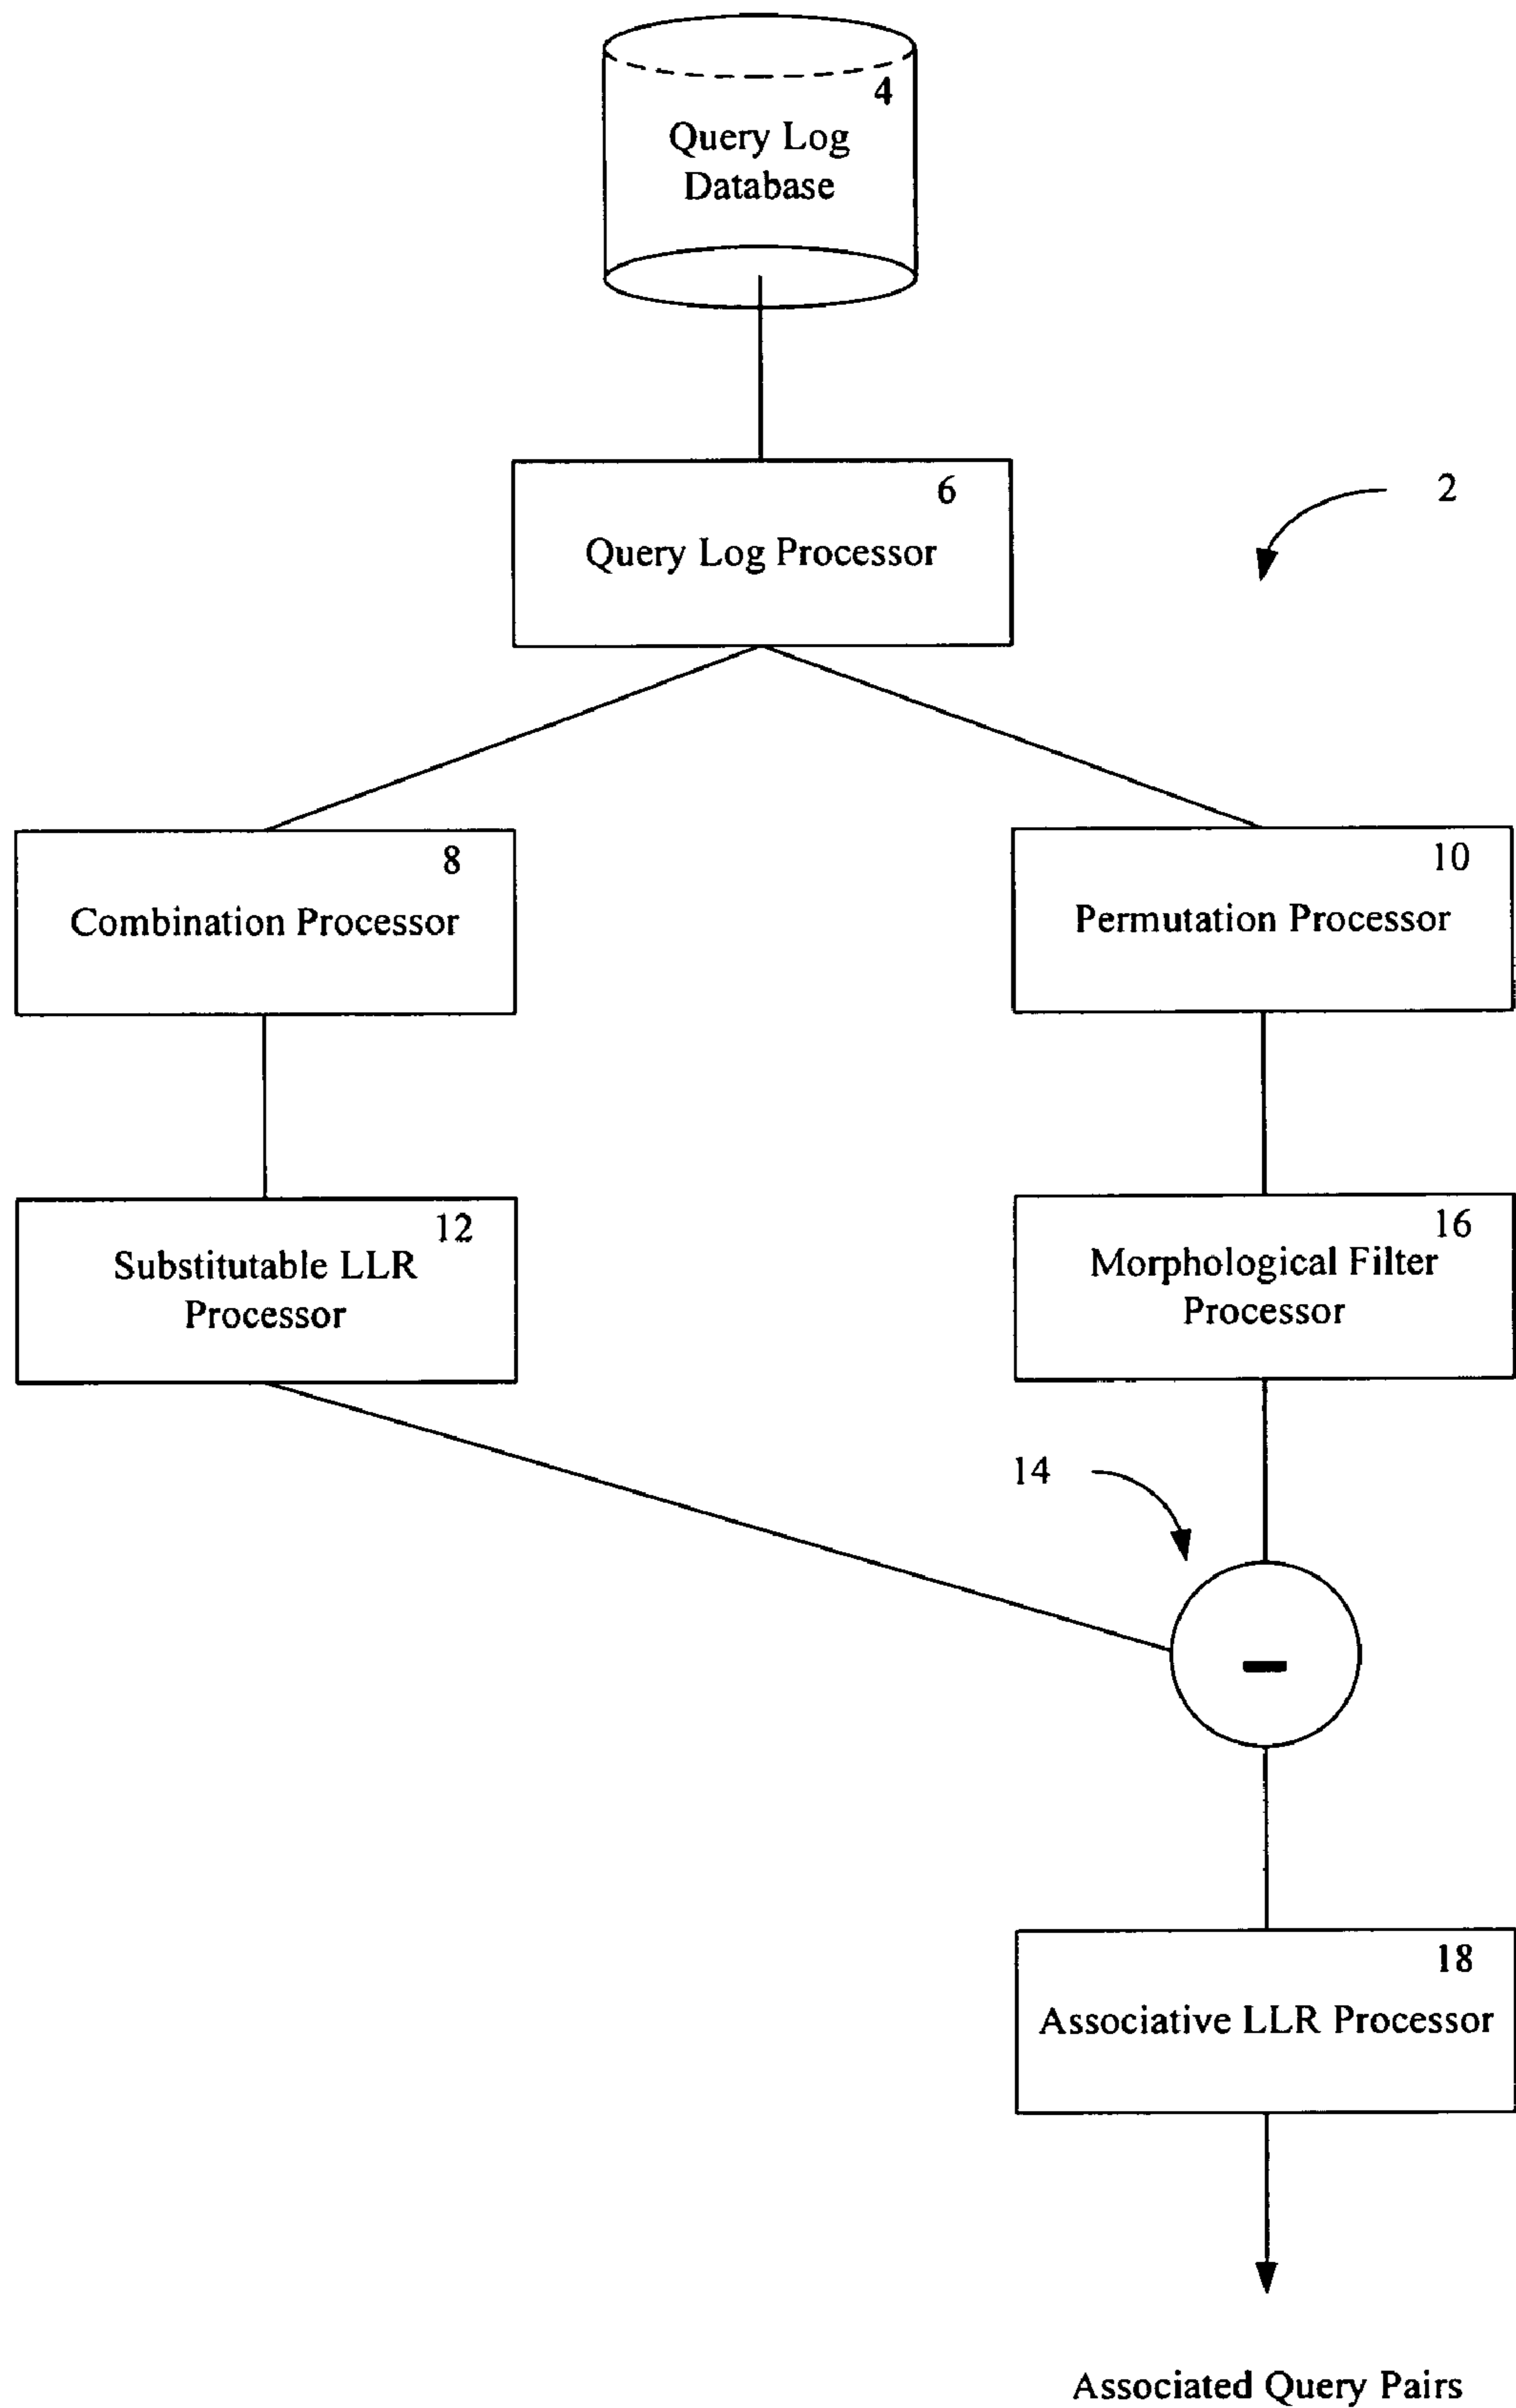 4
Query Log
Database
6
Query Log Processor
2
8
Combination Processor
10
Permutation Processor
12
Substitutable LLR
Processor
16
Morphological Filter
Processor
14
-
18
Associative LLR Processor
Associated Query Pairs